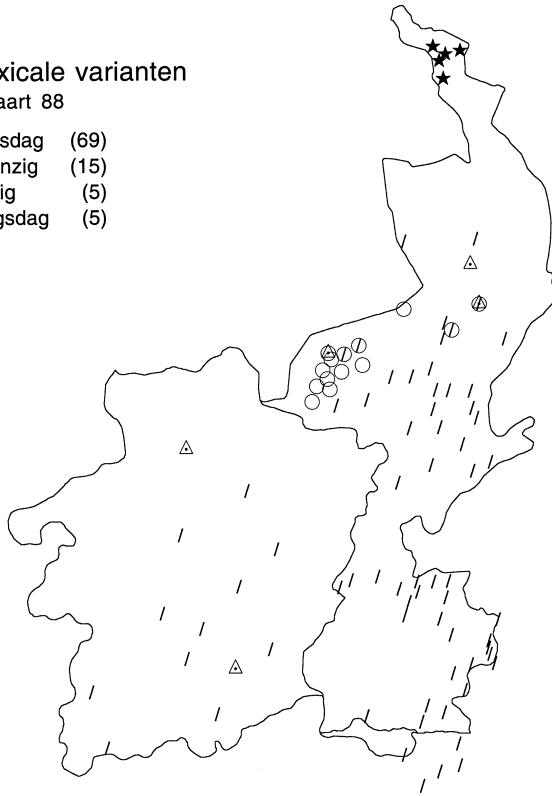 xicale varianten
aart 88
sdag (69)
nzig (15)
ig (5)
gsdag (5)